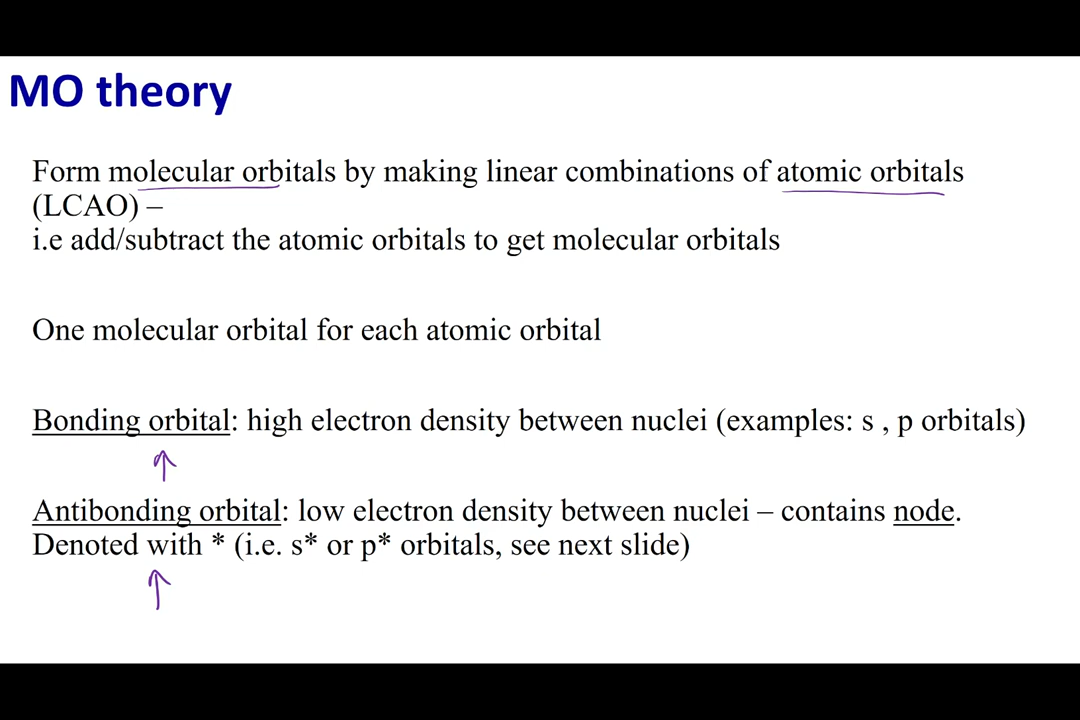 MO theory
Form molecular orbitals by making linear combinations of atomic orbitals
(LCAO) –
i.e add/subtract the atomic orbitals to get molecular orbitals
One molecular orbital for each atomic orbital
Bonding orbital: high electron density between nuclei (examples: s , p orbitals)
Antibonding orbital: low electron density between nuclei – contains node.
Denoted with * (i.e. s* or p* orbitals, see next slide)